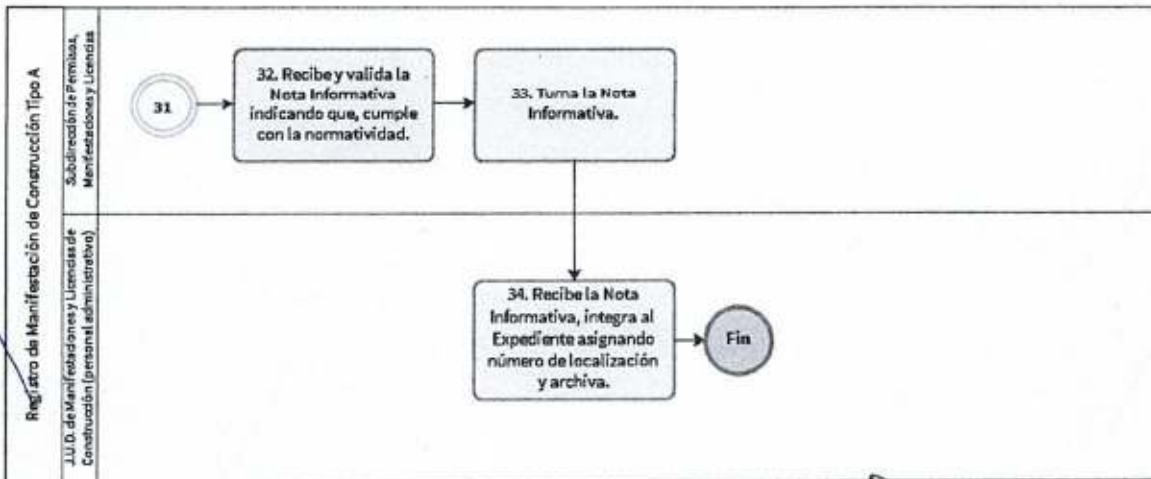 Registro de Manifestación de Construcción Tipo A
Subdirección de Permisos,
Manifestaciones y Licencias
31
32. Recibe y valida la
Nota Informativa
indicando que, cumple
con la normatividad.
33. Turna la Nota
Informativa.
J.U.D. de Manifestaciones y Licencias de
Construcción (personal administrativo)
34. Recibe la Nota
Informativa, integra al
Expediente asignando
número de localización
y archiva.
Fin